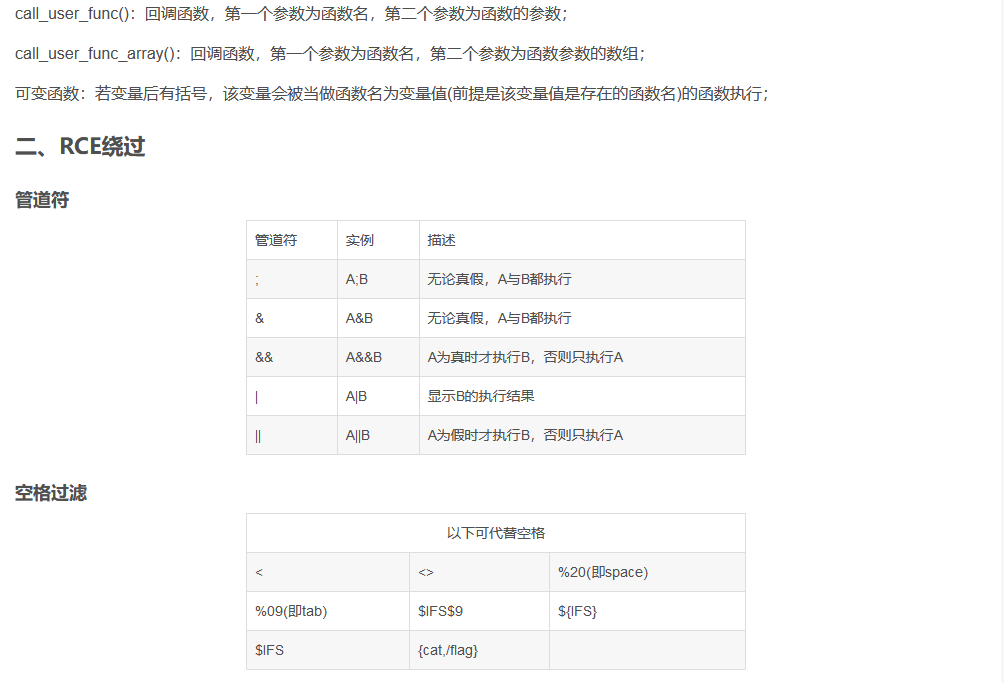 call_user_func()：回调函数，第一个参数为函数名，第二个参数为函数的参数；
call_user_func_array()：回调函数，第一个参数为函数名，第二个参数为函数参数的数组；
可变函数：若变量后有括号，该变量会被当做函数名为变量值(前提是该变量值是存在的函数名)的函数执行；
二、RCE绕过
管道符
管道符 实例 描述
; A;B 无论真假，A与B都执行
& A&B 无论真假，A与B都执行
&& A&&B A为真时才执行B，否则只执行A
| A|B 显示B的执行结果
|| A||B A为假时才执行B，否则只执行A
空格过滤
以下可代替空格
< <> %20(即space)
%09(即tab) $IFS$9 ${IFS}
$IFS {cat,/flag}